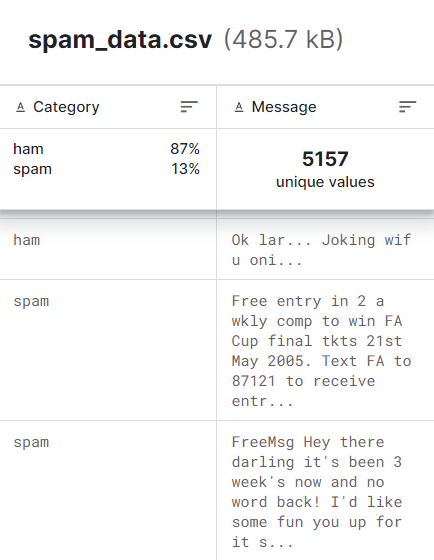 spam_data.csv (485.7 kB)
A Category
A Message
ham 87%
spam 13%
5157
unique values
ham
Ok lar... Joking wif
u oni...
spam
Free entry in 2 a
wkly comp to win FA
Cup final tkts 21st
May 2005. Text FA to
87121 to receive
entr...
spam
FreeMsg Hey there
darling it's been 3
week's now and no
word back! I'd like
some fun you up for
it s...